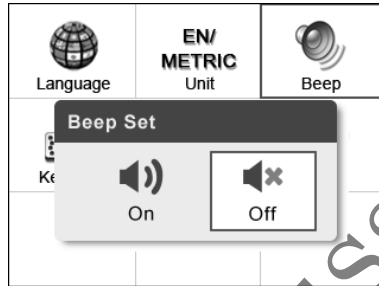 EN/
METRIC
Language
Unit
Beep
Beep Set
On
Off